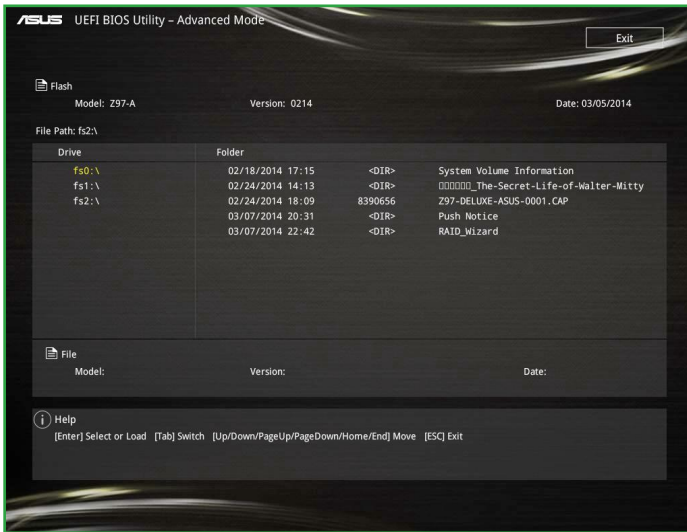 ASUS UEFI BIOS Utility – Advanced Mode
Exit
Flash
Model: Z97-A Version: 0214 Date: 03/05/2014
File Path: fs2:\
Drive Folder
fs0:\ 02/18/2014 17:15 <DIR> System Volume Information
fs1:\ 02/24/2014 14:13 <DIR> □□□□□□_The-Secret-Life-of-Walter-Mitty
fs2:\ 02/24/2014 18:09 8390656 Z97-DELUXE-ASUS-0001.CAP
03/07/2014 20:31 <DIR> Push Notice
03/07/2014 22:42 <DIR> RAID_Wizard
File
Model: Version: Date:
Help
[Enter] Select or Load [Tab] Switch [Up/Down/PageUp/PageDown/Home/End] Move [ESC] Exit